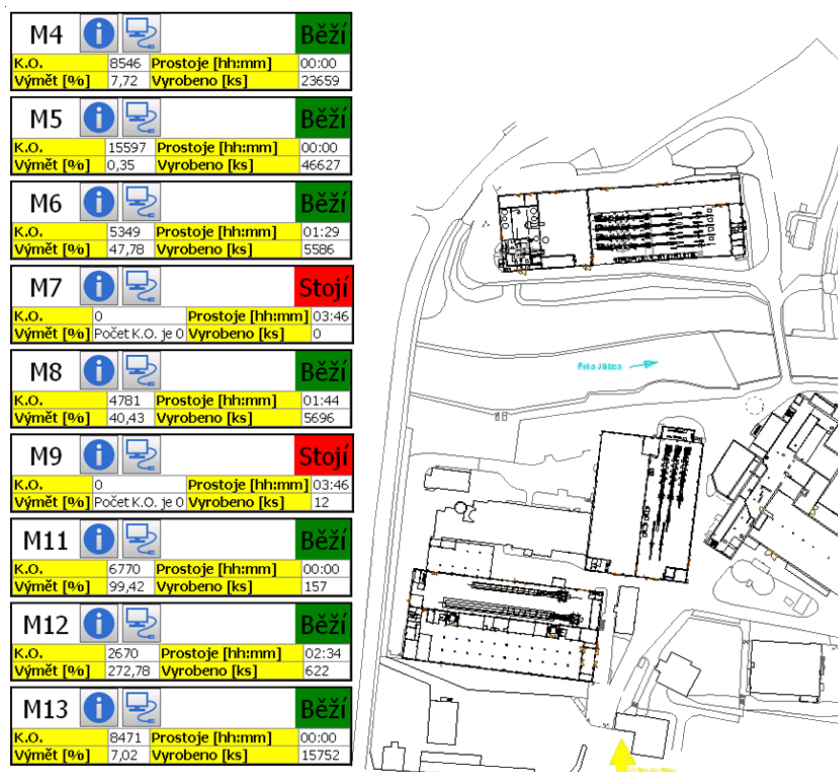 M4 Běží
K.O. 8546 Prostoje [hh:mm] 00:00
Výmět [%] 7,72 Vyrobeno [ks] 23659
M5 Běží
K.O. 15597 Prostoje [hh:mm] 00:00
Výmět [%] 0,35 Vyrobeno [ks] 46627
M6 Běží
K.O. 5349 Prostoje [hh:mm] 01:29
Výmět [%] 47,78 Vyrobeno [ks] 5586
M7 Stojí
K.O. 0 Prostoje [hh:mm] 03:46
Výmět [%] Počet K.O. je 0 Vyrobeno [ks] 0
M8 Běží
K.O. 4781 Prostoje [hh:mm] 01:44
Výmět [%] 40,43 Vyrobeno [ks] 5696
M9 Stojí
K.O. 0 Prostoje [hh:mm] 03:46
Výmět [%] Počet K.O. je 0 Vyrobeno [ks] 12
M11 Běží
K.O. 6770 Prostoje [hh:mm] 00:00
Výmět [%] 99,42 Vyrobeno [ks] 157
M12 Běží
K.O. 2670 Prostoje [hh:mm] 02:34
Výmět [%] 272,78 Vyrobeno [ks] 622
M13 Běží
K.O. 8471 Prostoje [hh:mm] 00:00
Výmět [%] 7,02 Vyrobeno [ks] 15752